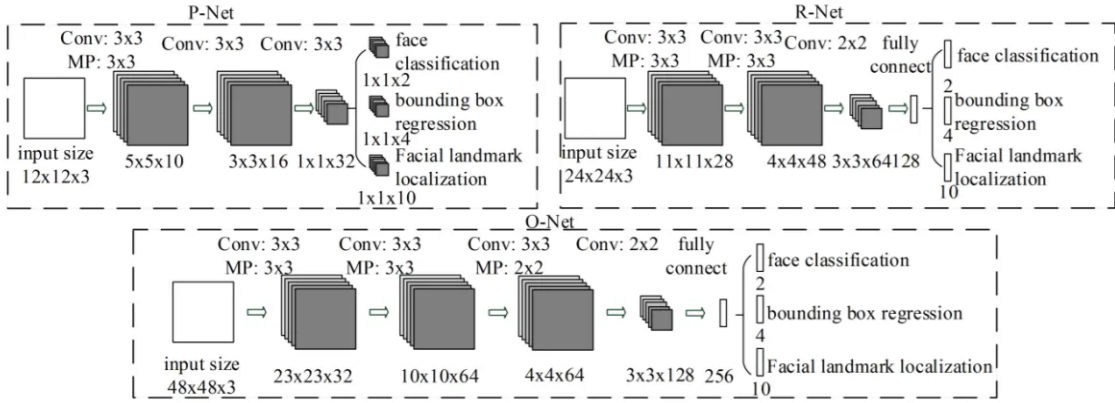 P-Net
Conv: 3x3 Conv: 3x3 Conv: 3x3
MP: 3x3
face
classification
1x1x2
bounding box
regression
1x1x4
Facial landmark
localization
1x1x10
input size
12x12x3
5x5x10
3x3x16
1x1x32
R-Net
Conv: 3x3 Conv: 3x3 Conv: 2x2 fully
MP: 3x3 MP: 3x3 connect
face classification
2
bounding box
regression
4
Facial landmark
localization
10
input size
24x24x3
11x11x28
4x4x48
3x3x64
128
O-Net
Conv: 3x3 Conv: 3x3 Conv: 3x3 Conv: 2x2 fully
MP: 3x3 MP: 3x3 MP: 2x2 connect
face classification
2
bounding box regression
4
Facial landmark localization
10
input size
48x48x3
23x23x32
10x10x64
4x4x64
3x3x128
256